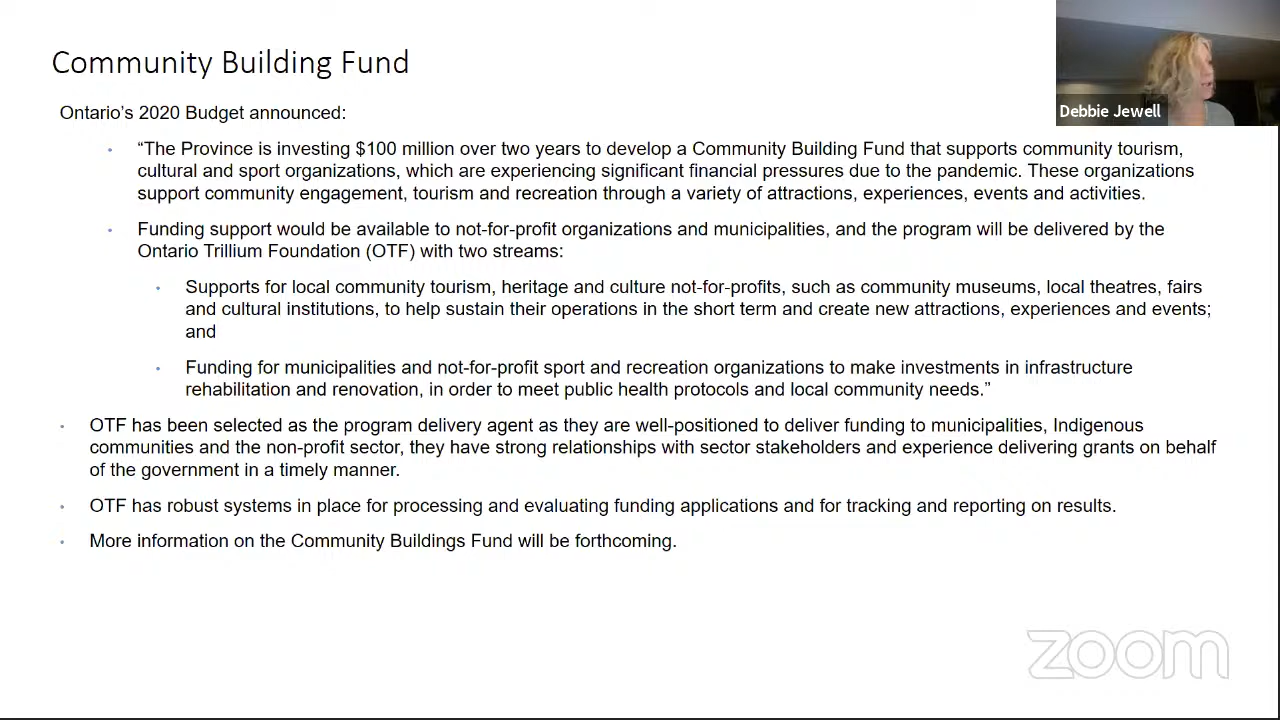 Community Building Fund
Debbie Jewell
Ontario’s 2020 Budget announced:
“The Province is investing $100 million over two years to develop a Community Building Fund that supports community tourism,
cultural and sport organizations, which are experiencing significant financial pressures due to the pandemic. These organizations
support community engagement, tourism and recreation through a variety of attractions, experiences, events and activities.
Funding support would be available to not-for-profit organizations and municipalities, and the program will be delivered by the
Ontario Trillium Foundation (OTF) with two streams:
Supports for local community tourism, heritage and culture not-for-profits, such as community museums, local theatres, fairs
and cultural institutions, to help sustain their operations in the short term and create new attractions, experiences and events;
and
Funding for municipalities and not-for-profit sport and recreation organizations to make investments in infrastructure
rehabilitation and renovation, in order to meet public health protocols and local community needs.”
OTF has been selected as the program delivery agent as they are well-positioned to deliver funding to municipalities, Indigenous
communities and the non-profit sector, they have strong relationships with sector stakeholders and experience delivering grants on behalf
of the government in a timely manner.
OTF has robust systems in place for processing and evaluating funding applications and for tracking and reporting on results.
More information on the Community Buildings Fund will be forthcoming.
zoom